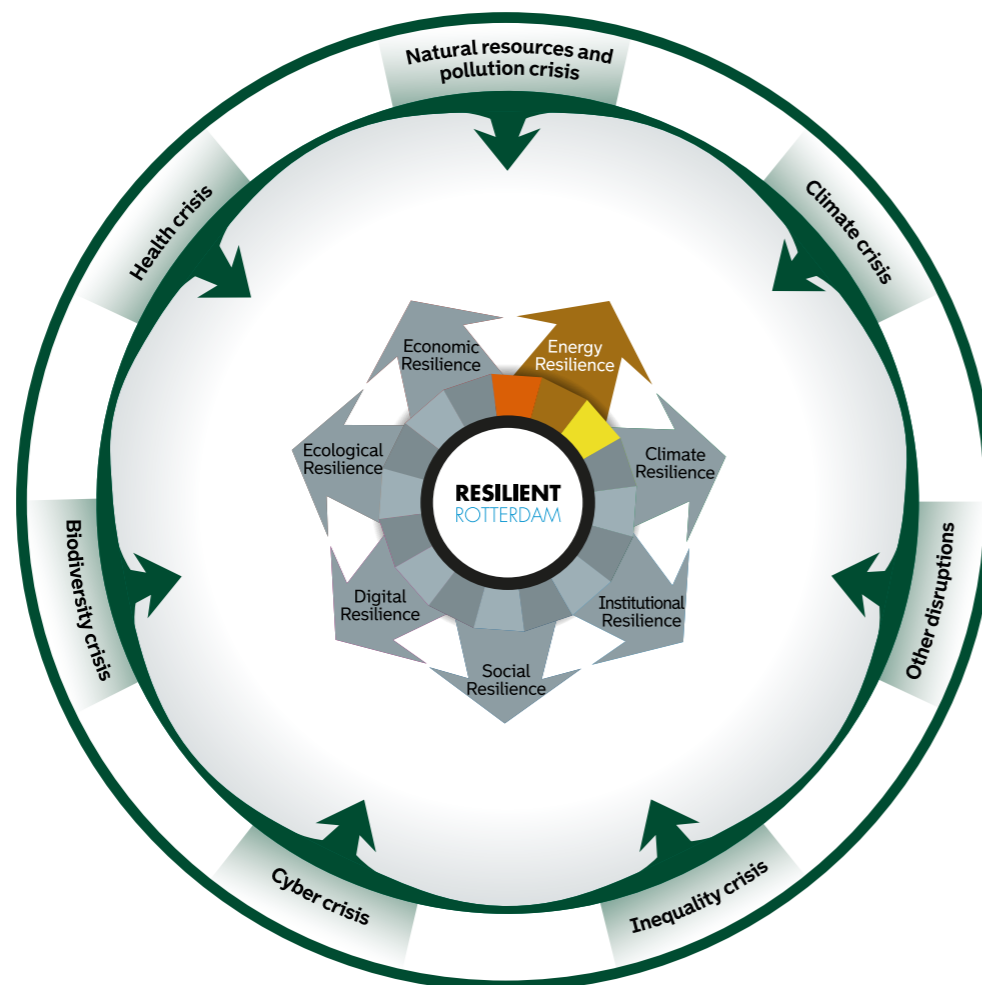 Natural resources and
pollution crisis
Climate crisis
Other disruptions
Inequality crisis
Cyber crisis
Biodiversity crisis
Health crisis
Economic
Resilience
Energy
Resilience
Climate
Resilience
Institutional
Resilience
Social
Resilience
Digital
Resilience
Ecological
Resilience
RESILIENT
ROTTERDAM